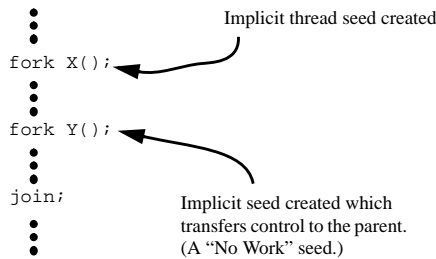 Implicit thread seed created
fork X();
fork Y();
join;
Implicit seed created which
transfers control to the parent.
(A “No Work” seed.)